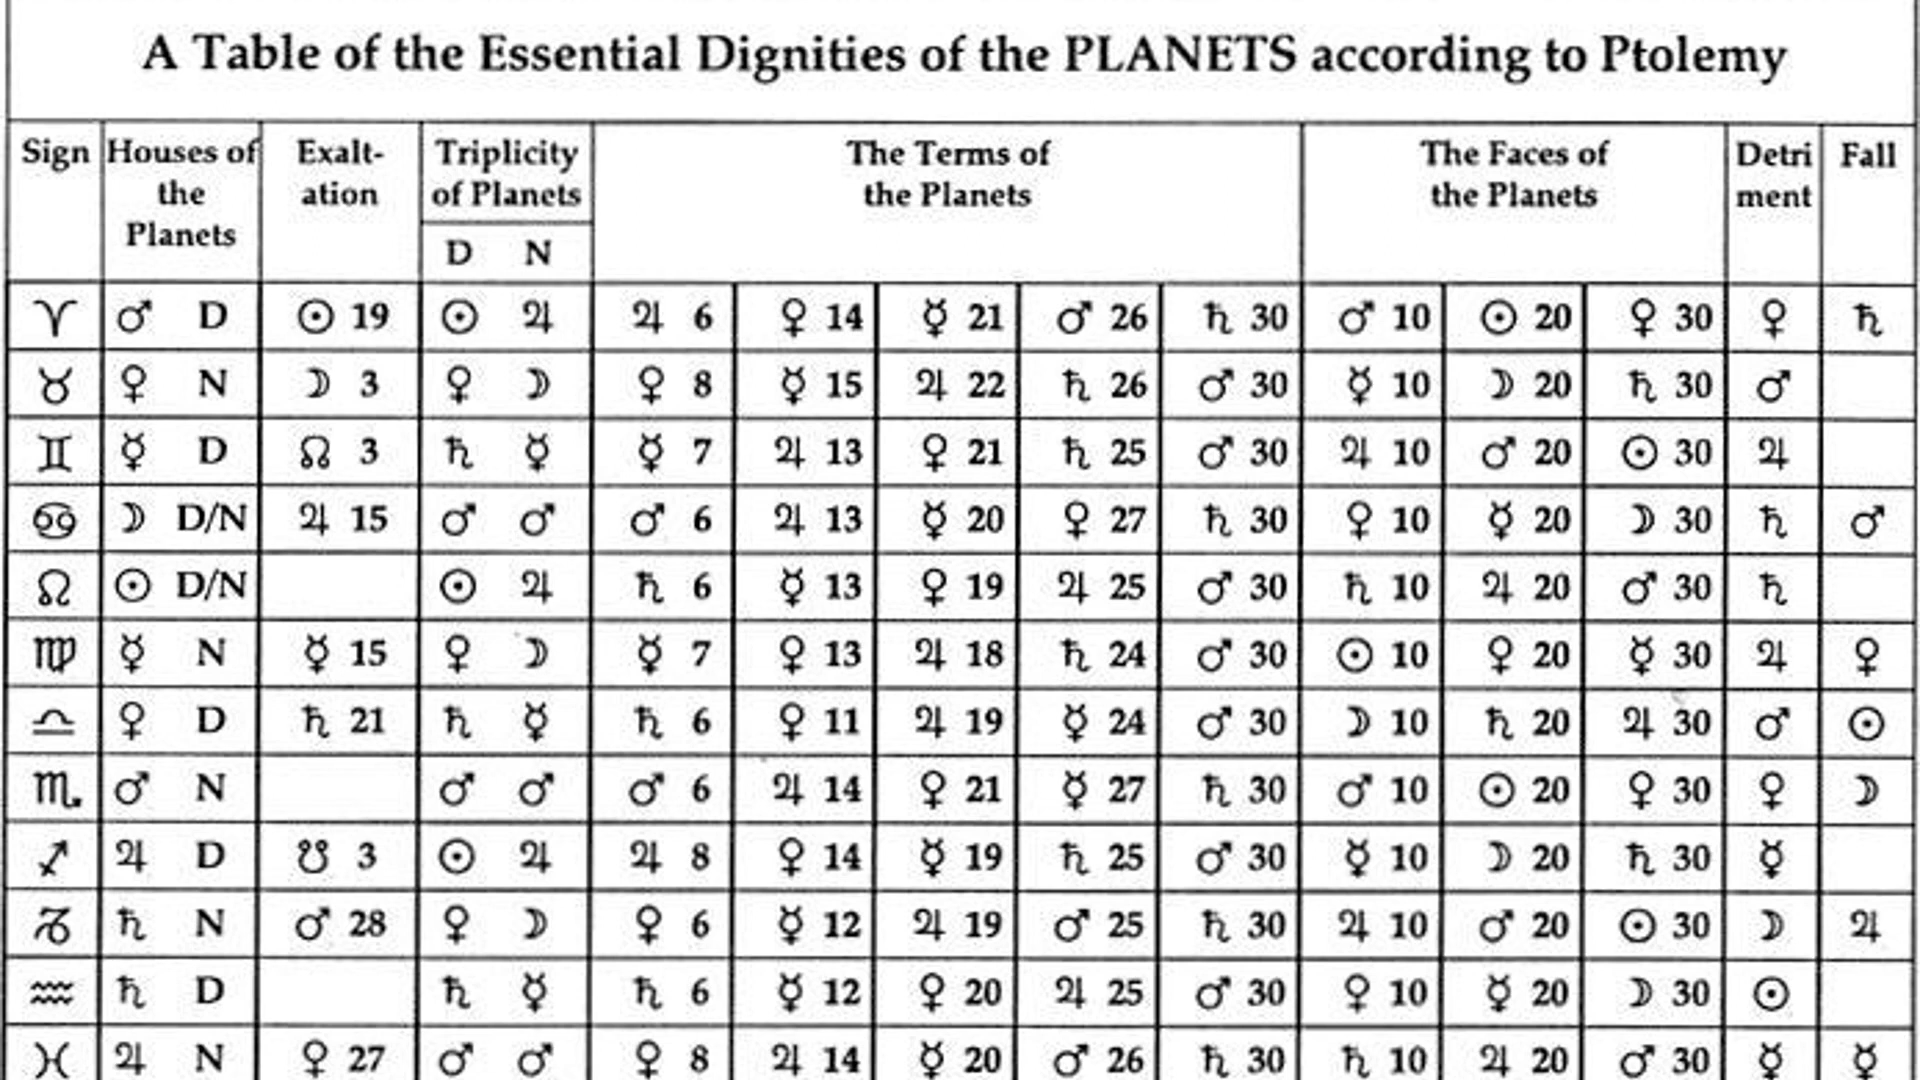 A Table of the Essential Dignities of the PLANETS according to Ptolemy
Sign Houses of the Planets Exalt-ation Triplicity of Planets The Terms of the Planets The Faces of the Planets Detri ment Fall
D N
♈ ♂ D ☉ 19 ☉ ♃ ♃ 6 ♀ 14 ☿ 21 ♂ 26 ♄ 30 ♂ 10 ☉ 20 ♀ 30 ♀ ♄
♉ ♀ N ☽ 3 ♀ ☽ ♀ 8 ☿ 15 ♃ 22 ♄ 26 ♂ 30 ☿ 10 ☽ 20 ♄ 30 ♂
♊ ☿ D ☊ 3 ♄ ☿ ☿ 7 ♃ 13 ♀ 21 ♄ 25 ♂ 30 ♃ 10 ♂ 20 ☉ 30 ♃
♋ ☽ D/N ♃ 15 ♂ ♂ ♂ 6 ♃ 13 ☿ 20 ♀ 27 ♄ 30 ♀ 10 ☿ 20 ☽ 30 ♄ ♂
♌ ☉ D/N ☉ ♃ ♄ 6 ☿ 13 ♀ 19 ♃ 25 ♂ 30 ♄ 10 ♃ 20 ♂ 30 ♄
♍ ☿ N ☿ 15 ♀ ☽ ☿ 7 ♀ 13 ♃ 18 ♄ 24 ♂ 30 ☉ 10 ♀ 20 ☿ 30 ♃ ♀
♎ ♀ D ♄ 21 ♄ ☿ ♄ 6 ♀ 11 ♃ 19 ☿ 24 ♂ 30 ☽ 10 ♄ 20 ♃ 30 ♂ ☉
♏ ♂ N ♂ ♂ ♂ 6 ♃ 14 ♀ 21 ☿ 27 ♄ 30 ♂ 10 ☉ 20 ♀ 30 ♀ ☽
♐ ♃ D ☋ 3 ☉ ♃ ♃ 8 ♀ 14 ☿ 19 ♄ 25 ♂ 30 ☿ 10 ☽ 20 ♄ 30 ☿
♑ ♄ N ♂ 28 ♀ ☽ ♀ 6 ☿ 12 ♃ 19 ♂ 25 ♄ 30 ♃ 10 ♂ 20 ☉ 30 ☽ ♃
♒ ♄ D ♄ ☿ ♄ 6 ☿ 12 ♀ 20 ♃ 25 ♂ 30 ♀ 10 ☿ 20 ☽ 30 ☉
♓ ♃ N ♀ 27 ♂ ♂ ♀ 8 ♃ 14 ☿ 20 ♂ 26 ♄ 30 ♄ 10 ♃ 20 ♂ 30 ☿ ☿